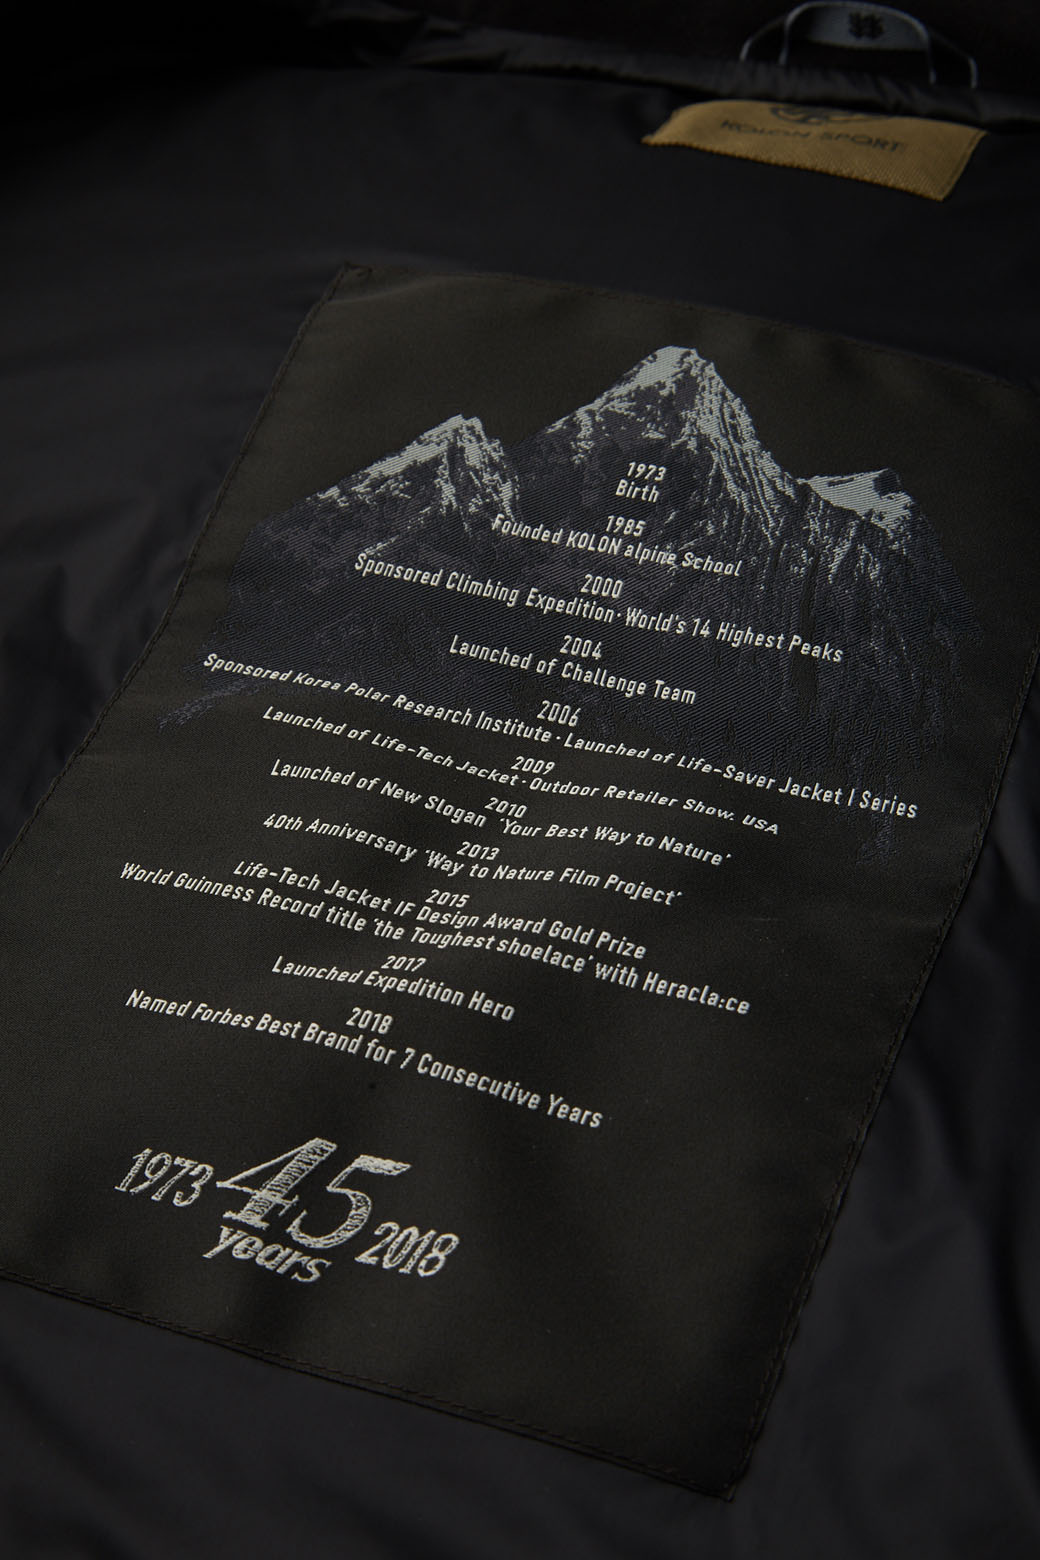 KOLON SPORT
1973
Birth
1985
Founded KOLON alpine School
2000
Sponsored Climbing Expedition · World's 14 Highest Peaks
2004
Launched of Challenge Team
2006
Sponsored Korea Polar Research Institute · Launched of Life-Saver Jacket | Series
2009
Launched of Life-Tech Jacket · Outdoor Retailer Show. USA
2010
Launched of New Slogan 'Your Best Way to Nature'
2013
40th Anniversary 'Way to Nature Film Project'
2015
Life-Tech Jacket IF Design Award Gold Prize
World Guinness Record title 'the Toughest shoelace' with Heracla:ce
2017
Launched Expedition Hero
2018
Named Forbes Best Brand for 7 Consecutive Years
1973 45 years 2018